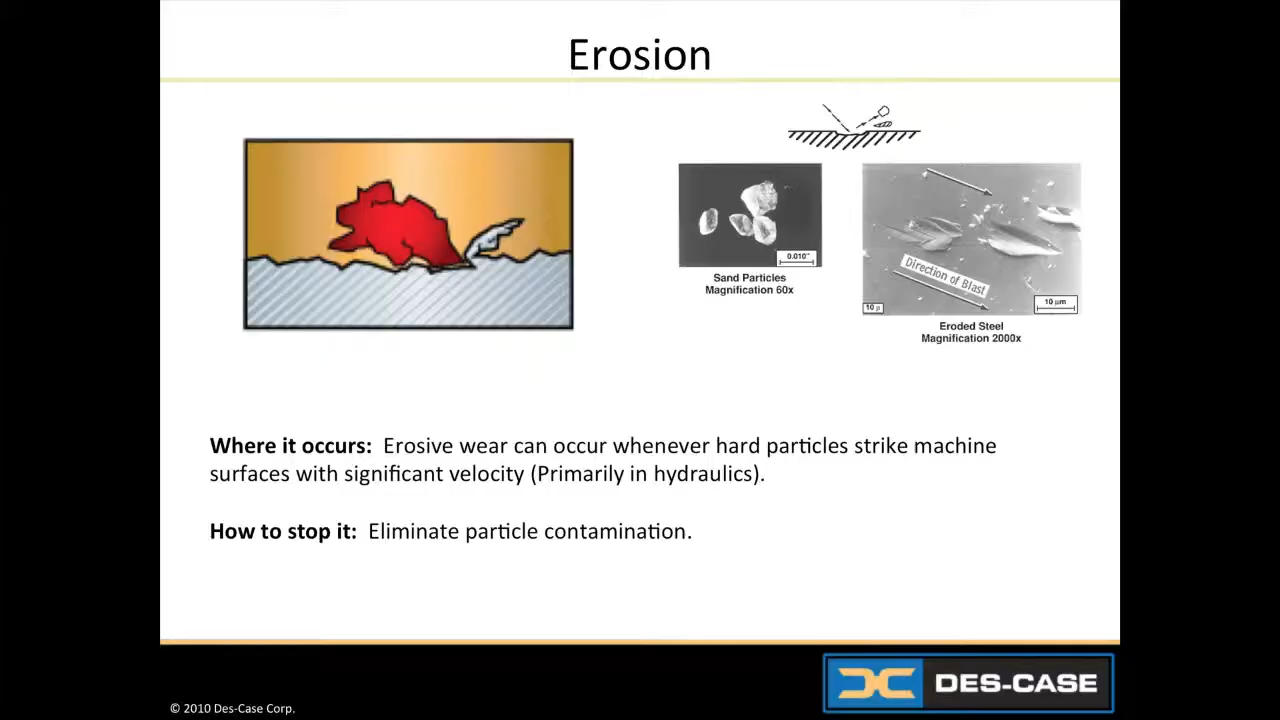 Erosion
0.010"
Sand Particles
Magnification 60x
Direction of Blast
10 µ
10 µm
Eroded Steel
Magnification 2000x
Where it occurs: Erosive wear can occur whenever hard particles strike machine
surfaces with significant velocity (Primarily in hydraulics).
How to stop it: Eliminate particle contamination.
© 2010 Des-Case Corp.
DES-CASE